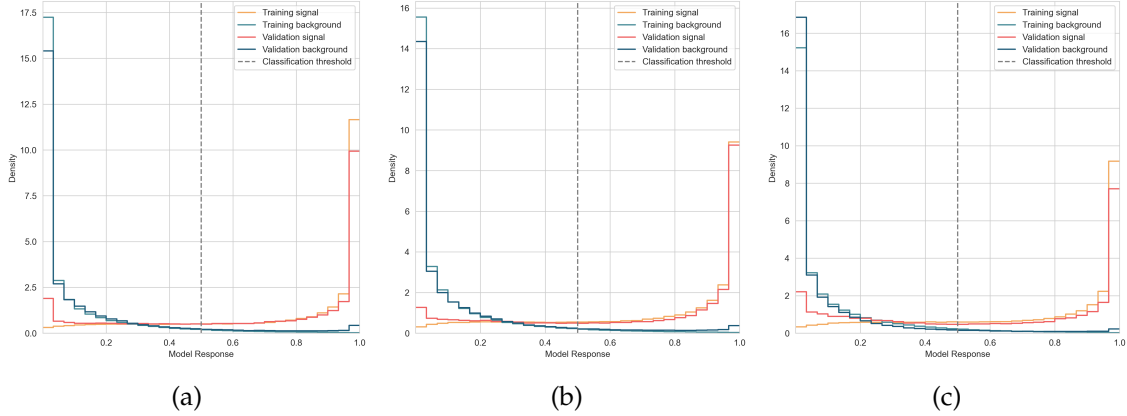 17.5
15.0
12.5
10.0
7.5
5.0
2.5
0.0
Density
0.2
0.4
0.6
0.8
1.0
Model Response
Training signal
Training background
Validation signal
Validation background
Classification threshold
(a)
16
14
12
10
8
6
4
2
0
Density
0.2
0.4
0.6
0.8
1.0
Model Response
Training signal
Training background
Validation signal
Validation background
Classification threshold
(b)
16
14
12
10
8
6
4
2
0
Density
0.2
0.4
0.6
0.8
1.0
Model Response
Training signal
Training background
Validation signal
Validation background
Classification threshold
(c)